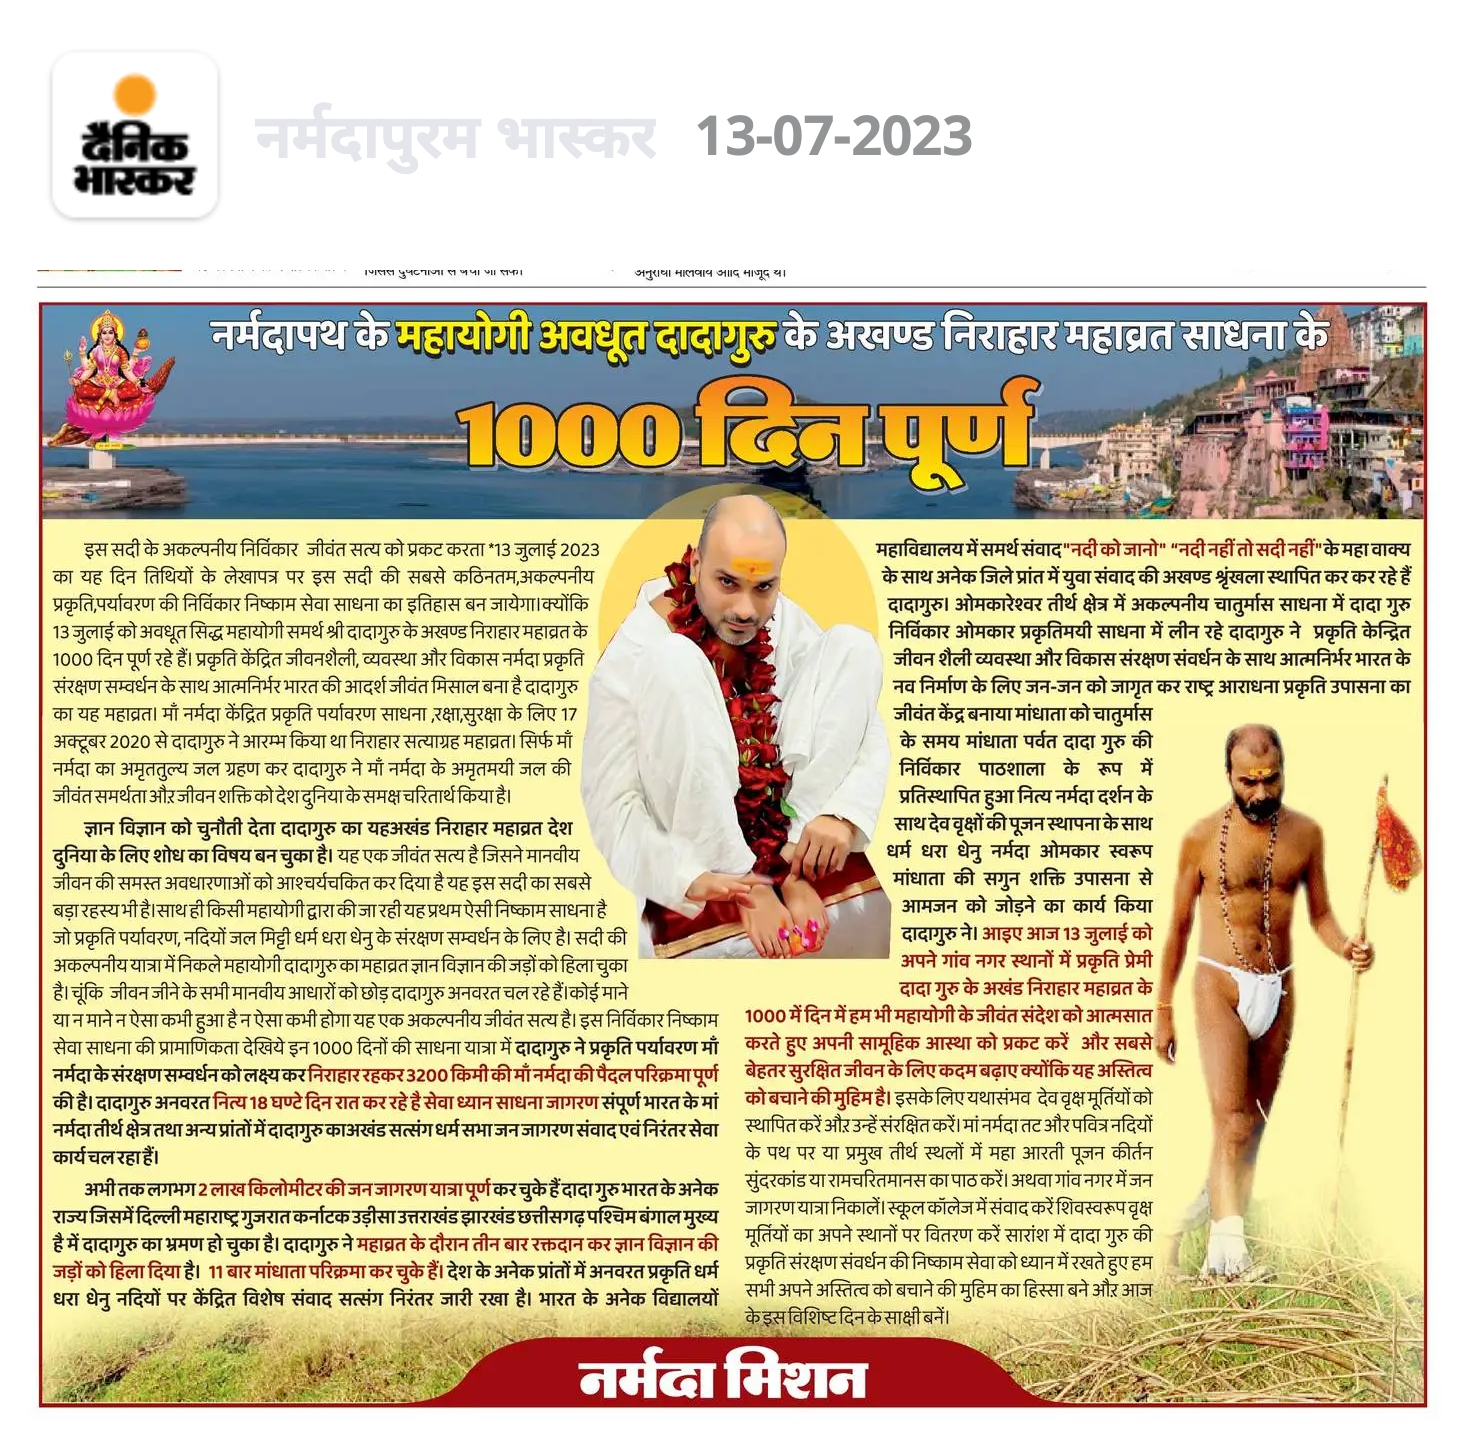 दैनिक
भास्कर
नर्मदापुरम भास्कर 13-07-2023
जिससे दुर्घटनाओं से बचा जा सके।
अनुराधा मालवीय आदि मौजूद थे।
नर्मदापथ के महायोगी अवधूत दादागुरु के अखण्ड निराहार महाव्रत साधना के
1000 दिन पूर्ण
इस सदी के अकल्पनीय निर्विकार जीवंत सत्य को प्रकट करता *13 जुलाई 2023
का यह दिन तिथियों के लेखापत्र पर इस सदी की सबसे कठिनतम,अकल्पनीय
प्रकृति,पर्यावरण की निर्विकार निष्काम सेवा साधना का इतिहास बन जायेगा।क्योंकि
13 जुलाई को अवधूत सिद्ध महायोगी समर्थ श्री दादागुरु के अखण्ड निराहार महाव्रत के
1000 दिन पूर्ण रहे हैं। प्रकृति केंद्रित जीवनशैली, व्यवस्था और विकास नर्मदा प्रकृति
संरक्षण सम्वर्धन के साथ आत्मनिर्भर भारत की आदर्श जीवंत मिसाल बना है दादागुरु
का यह महाव्रत। माँ नर्मदा केंद्रित प्रकृति पर्यावरण साधना ,रक्षा,सुरक्षा के लिए 17
अक्टूबर 2020 से दादागुरु ने आरम्भ किया था निराहार सत्याग्रह महाव्रत। सिर्फ माँ
नर्मदा का अमृततुल्य जल ग्रहण कर दादागुरु ने माँ नर्मदा के अमृतमयी जल की
जीवंत समर्थता औऱ जीवन शक्ति को देश दुनिया के समक्ष चरितार्थ किया है।
ज्ञान विज्ञान को चुनौती देता दादागुरु का यहअखंड निराहार महाव्रत देश
दुनिया के लिए शोध का विषय बन चुका है। यह एक जीवंत सत्य है जिसने मानवीय
जीवन की समस्त अवधारणाओं को आश्चर्यचकित कर दिया है यह इस सदी का सबसे
बड़ा रहस्य भी है।साथ ही किसी महायोगी द्वारा की जा रही यह प्रथम ऐसी निष्काम साधना है
जो प्रकृति पर्यावरण, नदियों जल मिट्टी धर्म धरा धेनु के संरक्षण सम्वर्धन के लिए है। सदी की
अकल्पनीय यात्रा में निकले महायोगी दादागुरु का महाव्रत ज्ञान विज्ञान की जड़ों को हिला चुका
है। चूंकि जीवन जीने के सभी मानवीय आधारों को छोड़ दादागुरु अनवरत चल रहे हैं।कोई माने
या न माने न ऐसा कभी हुआ है न ऐसा कभी होगा यह एक अकल्पनीय जीवंत सत्य है। इस निर्विकार निष्काम
सेवा साधना की प्रामाणिकता देखिये इन 1000 दिनों की साधना यात्रा में दादागुरु ने प्रकृति पर्यावरण माँ
नर्मदा के संरक्षण सम्वर्धन को लक्ष्य कर निराहार रहकर 3200 किमी की माँ नर्मदा की पैदल परिक्रमा पूर्ण
की है। दादागुरु अनवरत नित्य 18 घण्टे दिन रात कर रहे है सेवा ध्यान साधना जागरण संपूर्ण भारत के मां
नर्मदा तीर्थ क्षेत्र तथा अन्य प्रांतों में दादागुरु काअखंड सत्संग धर्म सभा जन जागरण संवाद एवं निरंतर सेवा
कार्य चल रहा हैं।
अभी तक लगभग 2 लाख किलोमीटर की जन जागरण यात्रा पूर्ण कर चुके हैं दादा गुरु भारत के अनेक
राज्य जिसमें दिल्ली महाराष्ट्र गुजरात कर्नाटक उड़ीसा उत्तराखंड झारखंड छत्तीसगढ़ पश्चिम बंगाल मुख्य
है में दादागुरु का भ्रमण हो चुका है। दादागुरु ने महाव्रत के दौरान तीन बार रक्तदान कर ज्ञान विज्ञान की
जड़ों को हिला दिया है। 11 बार मांधाता परिक्रमा कर चुके हैं। देश के अनेक प्रांतों में अनवरत प्रकृति धर्म
धरा धेनु नदियों पर केंद्रित विशेष संवाद सत्संग निरंतर जारी रखा है। भारत के अनेक विद्यालयों
महाविद्यालय में समर्थ संवाद "नदी को जानो" "नदी नहीं तो सदी नहीं" के महा वाक्य
के साथ अनेक जिले प्रांत में युवा संवाद की अखण्ड श्रृंखला स्थापित कर कर रहे हैं
दादागुरु। ओमकारेश्वर तीर्थ क्षेत्र में अकल्पनीय चातुर्मास साधना में दादा गुरु
निर्विकार ओमकार प्रकृतिमयी साधना में लीन रहे दादागुरु ने प्रकृति केन्द्रित
जीवन शैली व्यवस्था और विकास संरक्षण संवर्धन के साथ आत्मनिर्भर भारत के
नव निर्माण के लिए जन-जन को जागृत कर राष्ट्र आराधना प्रकृति उपासना का
जीवंत केंद्र बनाया मांधाता को चातुर्मास
के समय मांधाता पर्वत दादा गुरु की
निर्विकार पाठशाला के रूप में
प्रतिस्थापित हुआ नित्य नर्मदा दर्शन के
साथ देव वृक्षों की पूजन स्थापना के साथ
धर्म धरा धेनु नर्मदा ओमकार स्वरूप
मांधाता की सगुन शक्ति उपासना से
आमजन को जोड़ने का कार्य किया
दादागुरु ने। आइए आज 13 जुलाई को
अपने गांव नगर स्थानों में प्रकृति प्रेमी
दादा गुरु के अखंड निराहार महाव्रत के
1000 में दिन में हम भी महायोगी के जीवंत संदेश को आत्मसात
करते हुए अपनी सामूहिक आस्था को प्रकट करें और सबसे
बेहतर सुरक्षित जीवन के लिए कदम बढ़ाए क्योंकि यह अस्तित्व
को बचाने की मुहिम है। इसके लिए यथासंभव देव वृक्ष मूर्तियों को
स्थापित करें औऱ उन्हें संरक्षित करें। मां नर्मदा तट और पवित्र नदियों
के पथ पर या प्रमुख तीर्थ स्थलों में महा आरती पूजन कीर्तन
सुंदरकांड या रामचरितमानस का पाठ करें। अथवा गांव नगर में जन
जागरण यात्रा निकालें। स्कूल कॉलेज में संवाद करें शिवस्वरूप वृक्ष
मूर्तियों का अपने स्थानों पर वितरण करें सारांश में दादा गुरु की
प्रकृति संरक्षण संवर्धन की निष्काम सेवा को ध्यान में रखते हुए हम
सभी अपने अस्तित्व को बचाने की मुहिम का हिस्सा बने औऱ आज
के इस विशिष्ट दिन के साक्षी बनें।
नर्मदा मिशन